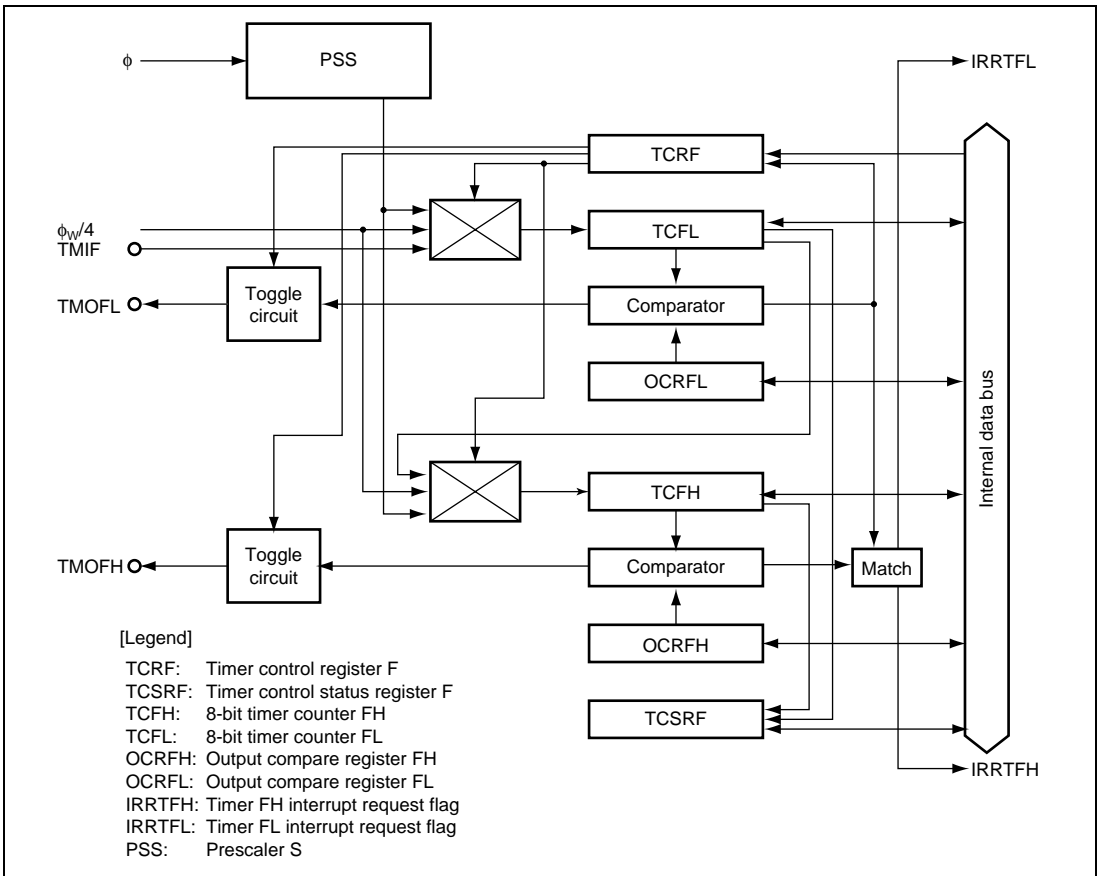 φ
PSS
IRRTFL
TCRF
φW/4
TMIF
TCFL
TMOFL
Toggle
circuit
Comparator
OCRFL
Internal data bus
TCFH
TMOFH
Toggle
circuit
Comparator
Match
OCRFH
TCSRF
IRRTFH
[Legend]
TCRF: Timer control register F
TCSRF: Timer control status register F
TCFH: 8-bit timer counter FH
TCFL: 8-bit timer counter FL
OCRFH: Output compare register FH
OCRFL: Output compare register FL
IRRTFH: Timer FH interrupt request flag
IRRTFL: Timer FL interrupt request flag
PSS: Prescaler S